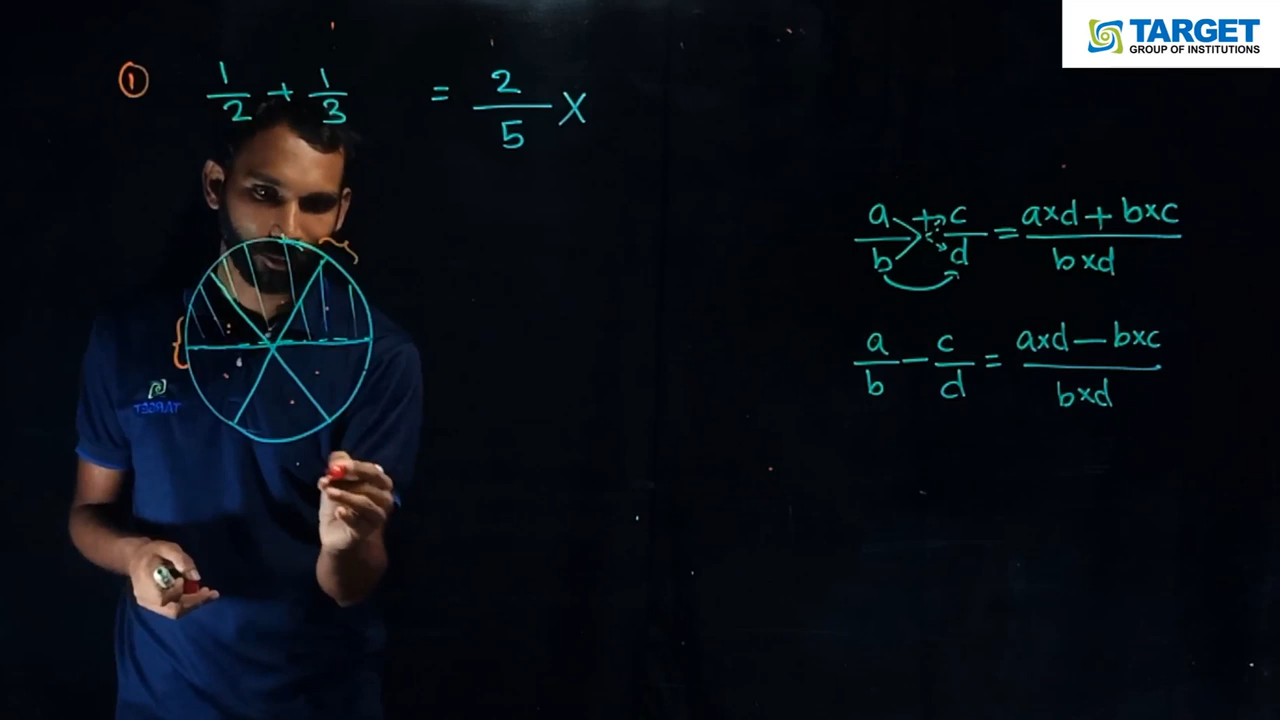 TARGET
GROUP OF INSTITUTIONS
① 1/2 + 1/3 = 2/5 X
a/b + c/d = a×d + b×c / b×d
a/b − c/d = a×d − b×c / b×d
TARGET